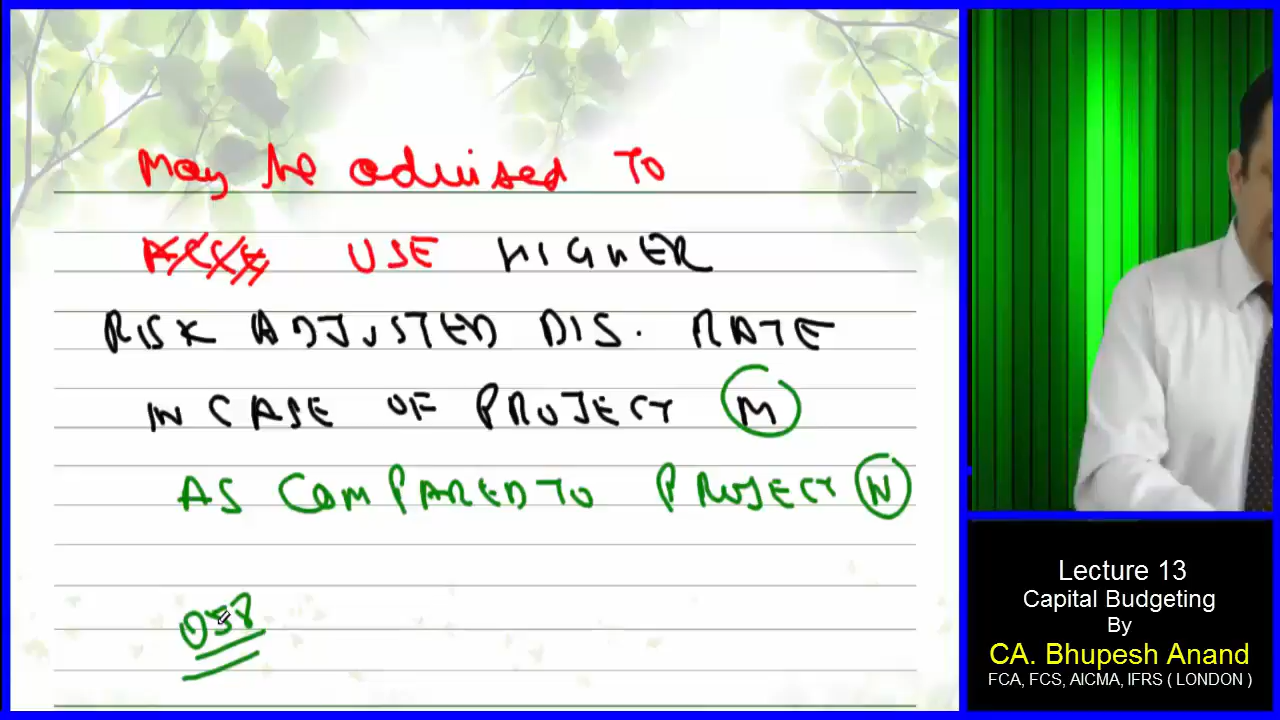 May be advised TO
USE HIGHER
RISK ADJUSTED DIS. RATE
IN CASE OF PROJECT M
AS COMPARED TO PROJECT N
Q58
Lecture 13
Capital Budgeting
By
CA. Bhupesh Anand
FCA, FCS, AICMA, IFRS ( LONDON )